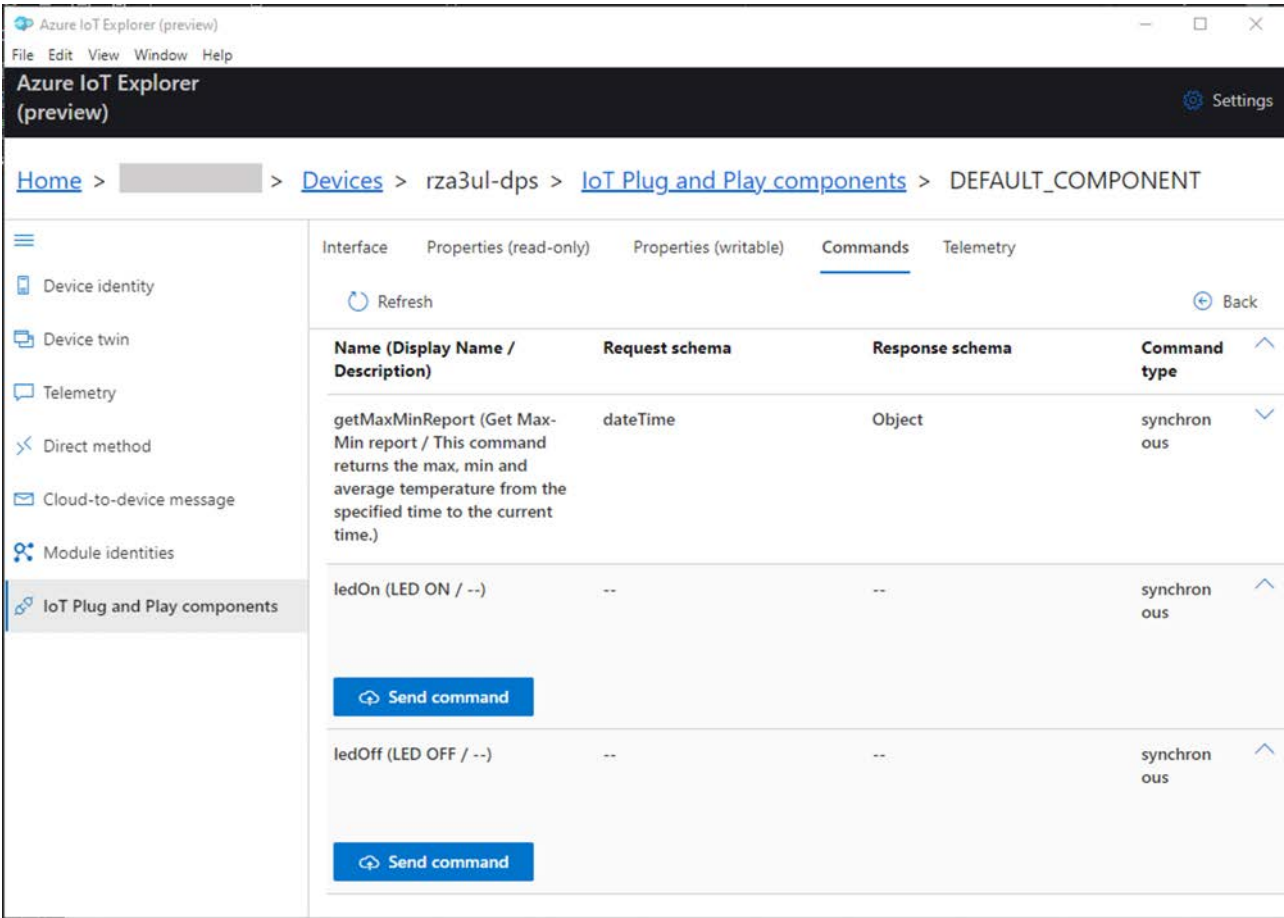 Azure IoT Explorer (preview)
File Edit View Window Help
Azure IoT Explorer
(preview)
Settings
Home > > Devices > rza3ul-dps > IoT Plug and Play components > DEFAULT_COMPONENT
Interface Properties (read-only) Properties (writable) Commands Telemetry
Device identity
Refresh Back
Device twin
Name (Display Name / Request schema Response schema Command
Description) type
Telemetry
getMaxMinReport (Get Max- dateTime Object synchron
Min report / This command ous
Direct method
returns the max, min and
average temperature from the
Cloud-to-device message
specified time to the current
time.)
Module identities
ledOn (LED ON / --) -- -- synchron
IoT Plug and Play components
ous
Send command
ledOff (LED OFF / --) -- -- synchron
ous
Send command